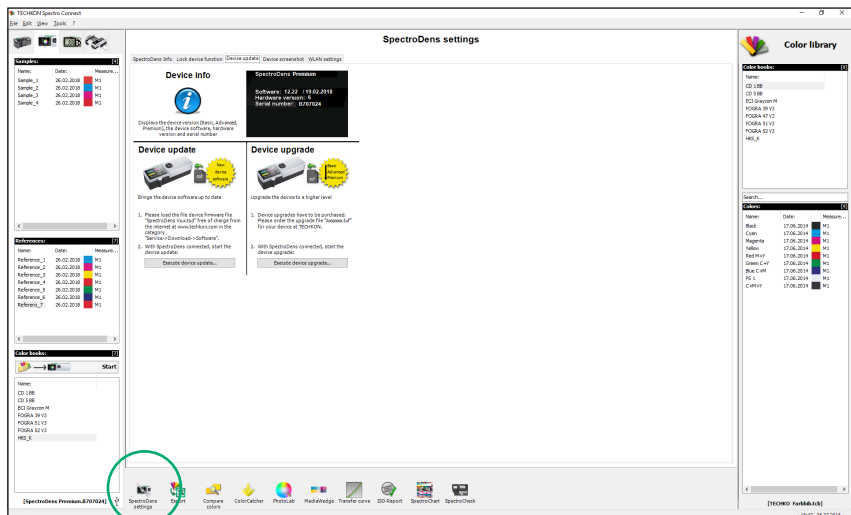 TECHKON Spectro Connect
File Edit View Tools ?
SpectroDens settings
Color library
Samples: [4]
Name: Date: Measure...
Sample_1 26.02.2018 M1
Sample_2 26.02.2018 M1
Sample_3 26.02.2018 M1
Sample_4 26.02.2018 M1
References: [7]
Name: Date: Measure...
Reference_1 26.02.2018 M1
Reference_2 26.02.2018 M1
Reference_3 26.02.2018 M1
Reference_4 26.02.2018 M1
Reference_5 26.02.2018 M1
Reference_6 26.02.2018 M1
Referenz_7 26.02.2018 M1
Color books: [7]
Start
Name:
CD 1 BB
CD 5 BB
ECI Graycon M
FOGRA 39 V3
FOGRA 51 V3
FOGRA 52 V3
HKS_K
[SpectroDens Premium.B707024]
SpectroDens Info Lock device function Device update Device screenshot WLAN settings
Device info
Displays the device version (Basic, Advanced,
Premium), the device software, hardware
version and serial number
SpectroDens Premium
Software: 12.22 / 19.02.2018
Hardware version: 6
Serial number: B707024
Device update
New
device
software
Brings the device software up to date
1. Please load the file device firmware file
"SpectroDens Vx.x.tsd" free of charge from
the internet at www.techkon.com in the
category
"Service->Download->Software".
2. With SpectroDens connected, start the
device update:
Execute device update...
Device upgrade
Basic
Advanced
Premium
Upgrade the device to a higher level
1. Device upgrades have to be purchased:
Please order the upgrade file
for your device at TECHKON.
2. With SpectroDens connected, start the
device upgrade:
Execute device upgrade...
SpectroDens
settings
Export
Compare
colors
ColorCatcher
PhotoLab
MediaWedge
Transfer curve
ISO-Report
SpectroChart
SpectroCheck
Color books: [8]
Name:
CD 1 BB
CD 5 BB
ECI Graycon M
FOGRA 39 V3
FOGRA 47 V3
FOGRA 51 V3
FOGRA 52 V3
HKS_K
Search...
Colors: [9]
Name: Date: Measure...
Black 17.06.2014 M1
Cyan 17.06.2014 M1
Magenta 17.06.2014 M1
Yellow 17.06.2014 M1
Red M+Y 17.06.2014 M1
Green C+Y 17.06.2014 M1
Blue C+M 17.06.2014 M1
PS 1 17.06.2014 M1
C+M+Y 17.06.2014 M1
[TECHKO Farbbib.tcb]